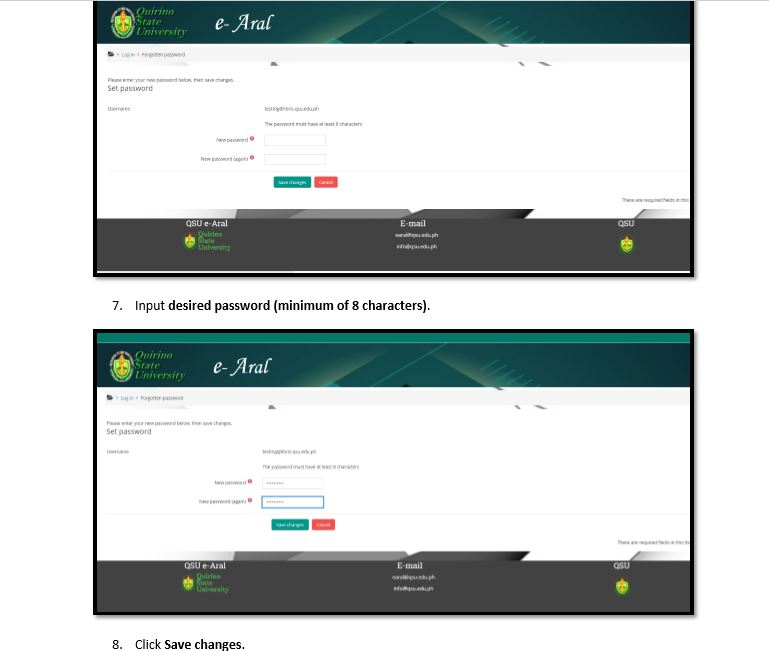 Quirino
State
University
e- Aral
Log in › Forgotten password
Please enter your new password below, then save changes.
Set password
Username testing@libris.qsu.edu.ph
The password must have at least 8 characters
New password
New password (again)
Save changes Cancel
There are required fields in this
QSU e-Aral E-mail QSU
Quirino
State
University
earal@qsu.edu.ph
info@qsu.edu.ph
7. Input desired password (minimum of 8 characters).
Quirino
State
University
e- Aral
Log in › Forgotten password
Please enter your new password below, then save changes.
Set password
Username testing@libris.qsu.edu.ph
The password must have at least 8 characters
New password
New password (again)
Save changes Cancel
There are required fields in this
QSU e-Aral E-mail QSU
Quirino
State
University
earal@qsu.edu.ph
info@qsu.edu.ph
8. Click Save changes.